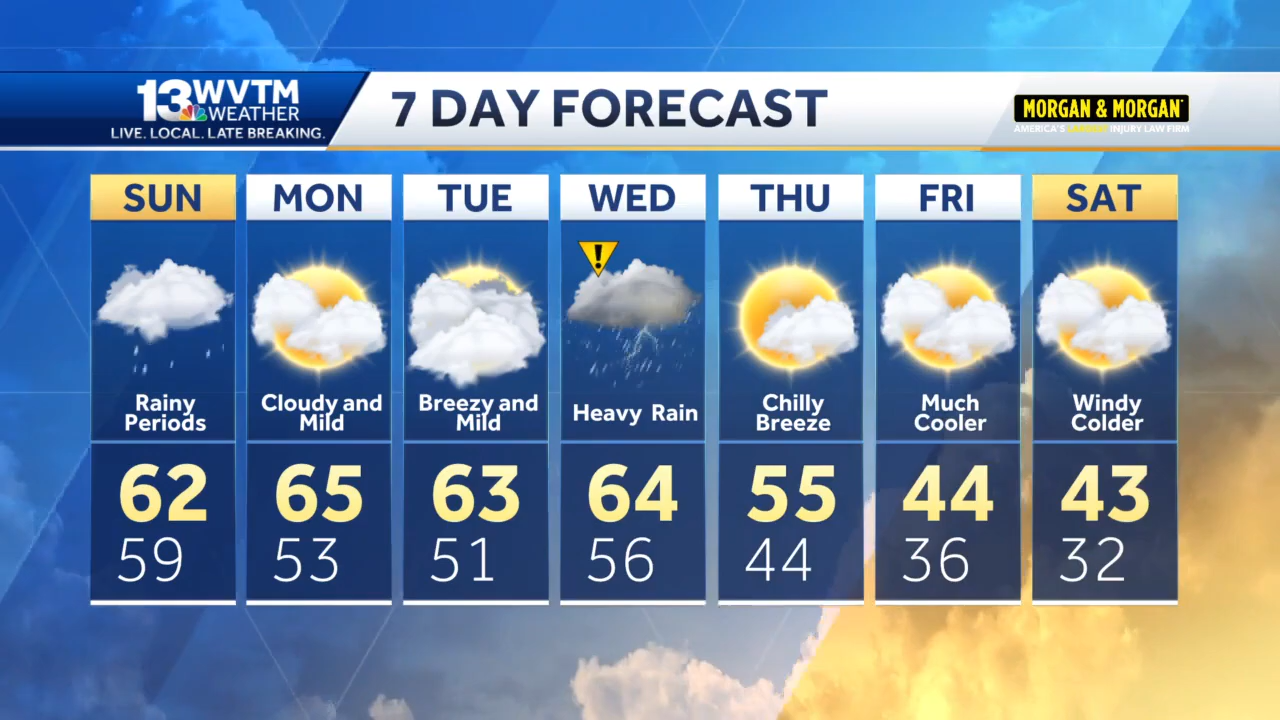 13 WVTM
WEATHER
LIVE. LOCAL. LATE BREAKING.
7 DAY FORECAST
MORGAN & MORGAN
AMERICA'S LARGEST INJURY LAW FIRM
SUN
MON
TUE
WED
THU
FRI
SAT
!
Rainy
Periods
Cloudy and
Mild
Breezy and
Mild
Heavy Rain
Chilly
Breeze
Much
Cooler
Windy
Colder
62
65
63
64
55
44
43
59
53
51
56
44
36
32